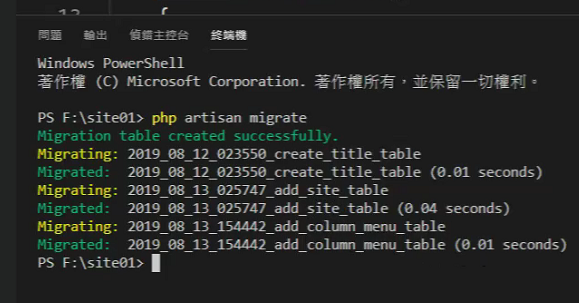 13 {
問題 輸出 偵錯主控台 終端機
Windows PowerShell
著作權 (C) Microsoft Corporation. 著作權所有，並保留一切權利。
PS F:\site01> php artisan migrate
Migration table created successfully.
Migrating: 2019_08_12_023550_create_title_table
Migrated:  2019_08_12_023550_create_title_table (0.01 seconds)
Migrating: 2019_08_13_025747_add_site_table
Migrated:  2019_08_13_025747_add_site_table (0.04 seconds)
Migrating: 2019_08_13_154442_add_column_menu_table
Migrated:  2019_08_13_154442_add_column_menu_table (0.01 seconds)
PS F:\site01>